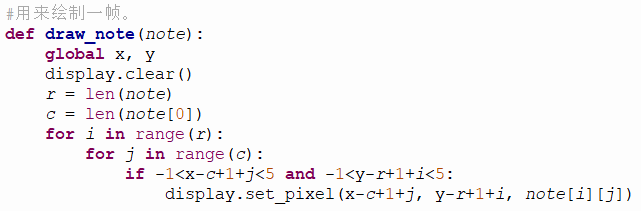 #用来绘制一帧。
def draw_note(note):
    global x, y
    display.clear()
    r = len(note)
    c = len(note[0])
    for i in range(r):
        for j in range(c):
            if -1<x-c+1+j<5 and -1<y-r+1+i<5:
                display.set_pixel(x-c+1+j, y-r+1+i, note[i][j])